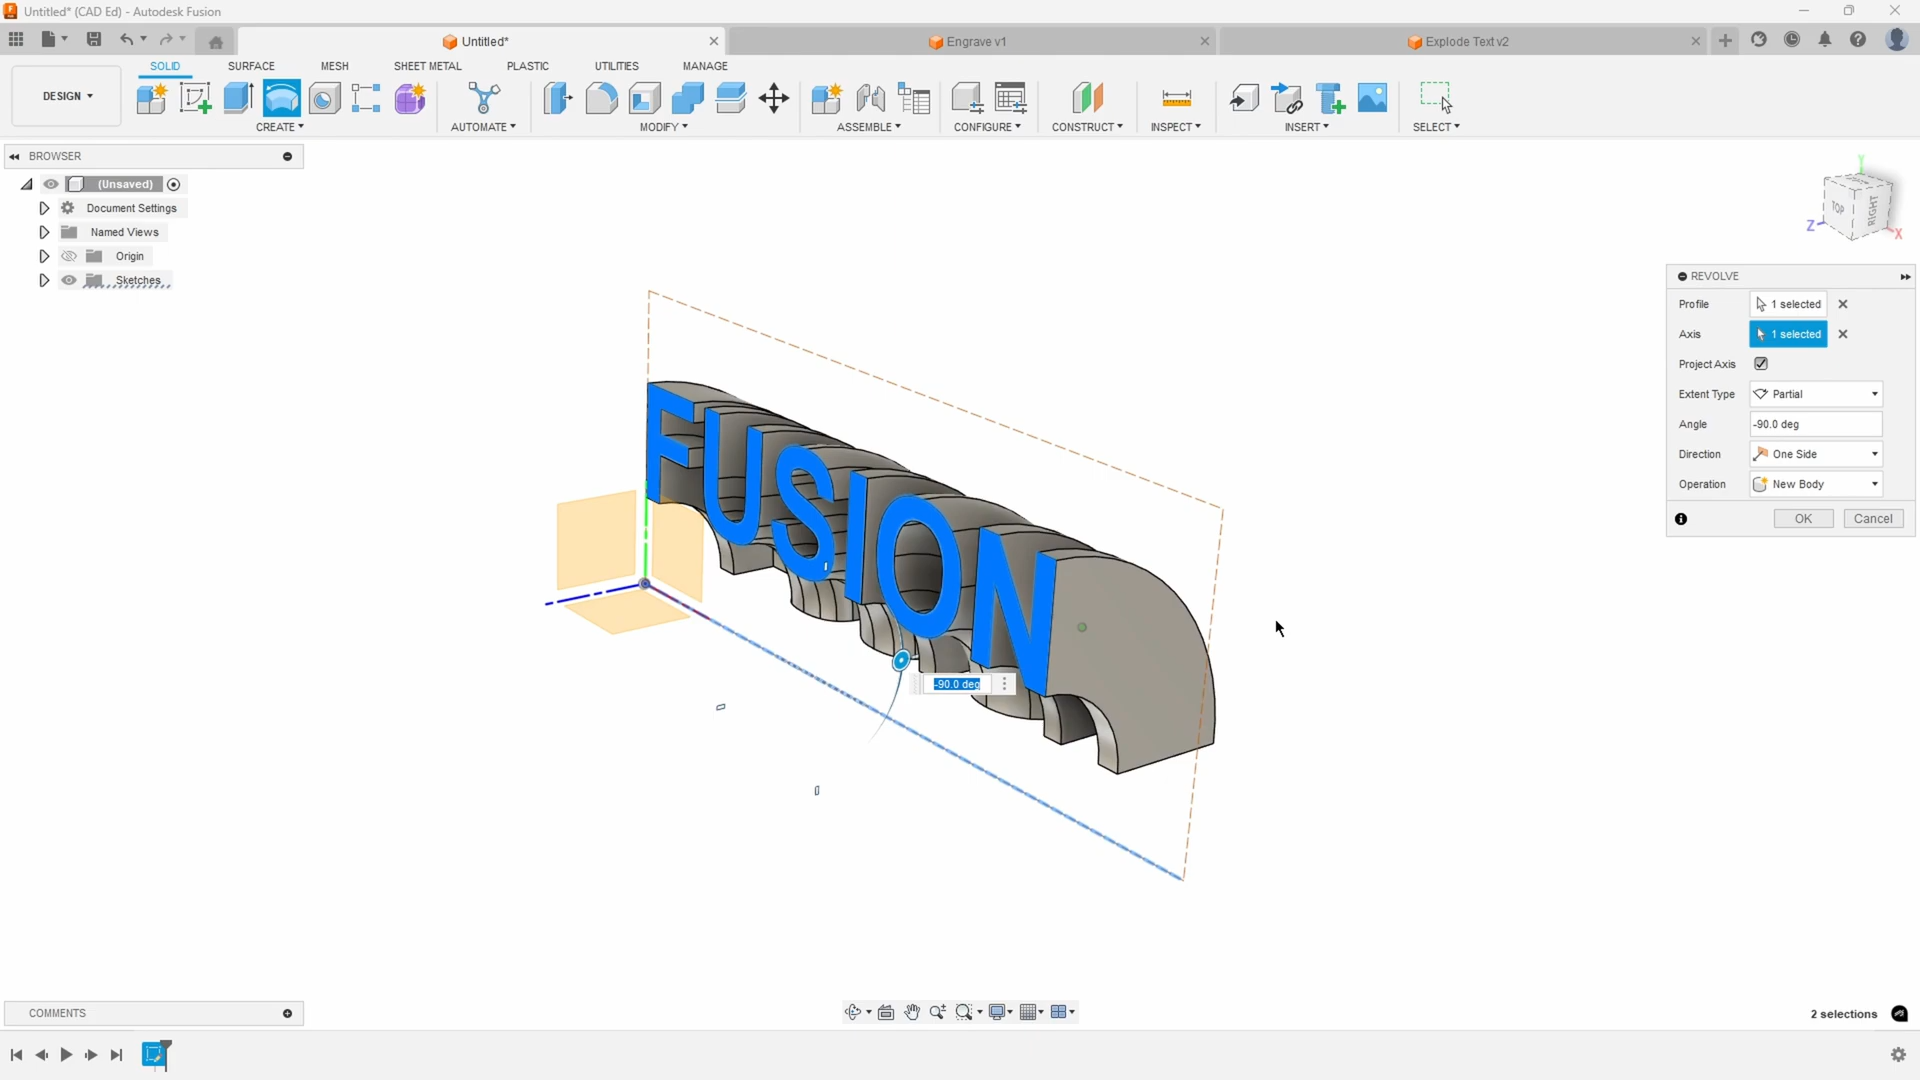 Untitled* (CAD Ed) - Autodesk Fusion
Untitled*
Engrave v1
Explode Text v2
DESIGN
SOLID
SURFACE
MESH
SHEET METAL
PLASTIC
UTILITIES
MANAGE
CREATE
AUTOMATE
MODIFY
ASSEMBLE
CONFIGURE
CONSTRUCT
INSPECT
INSERT
SELECT
BROWSER
(Unsaved)
Document Settings
Named Views
Origin
Sketches
Y
TOP
RIGHT
Z
X
REVOLVE
Profile
1 selected
Axis
1 selected
Project Axis
Extent Type
Partial
Angle
-90.0 deg
Direction
One Side
Operation
New Body
OK
Cancel
FUSION
-90.0 deg
COMMENTS
2 selections